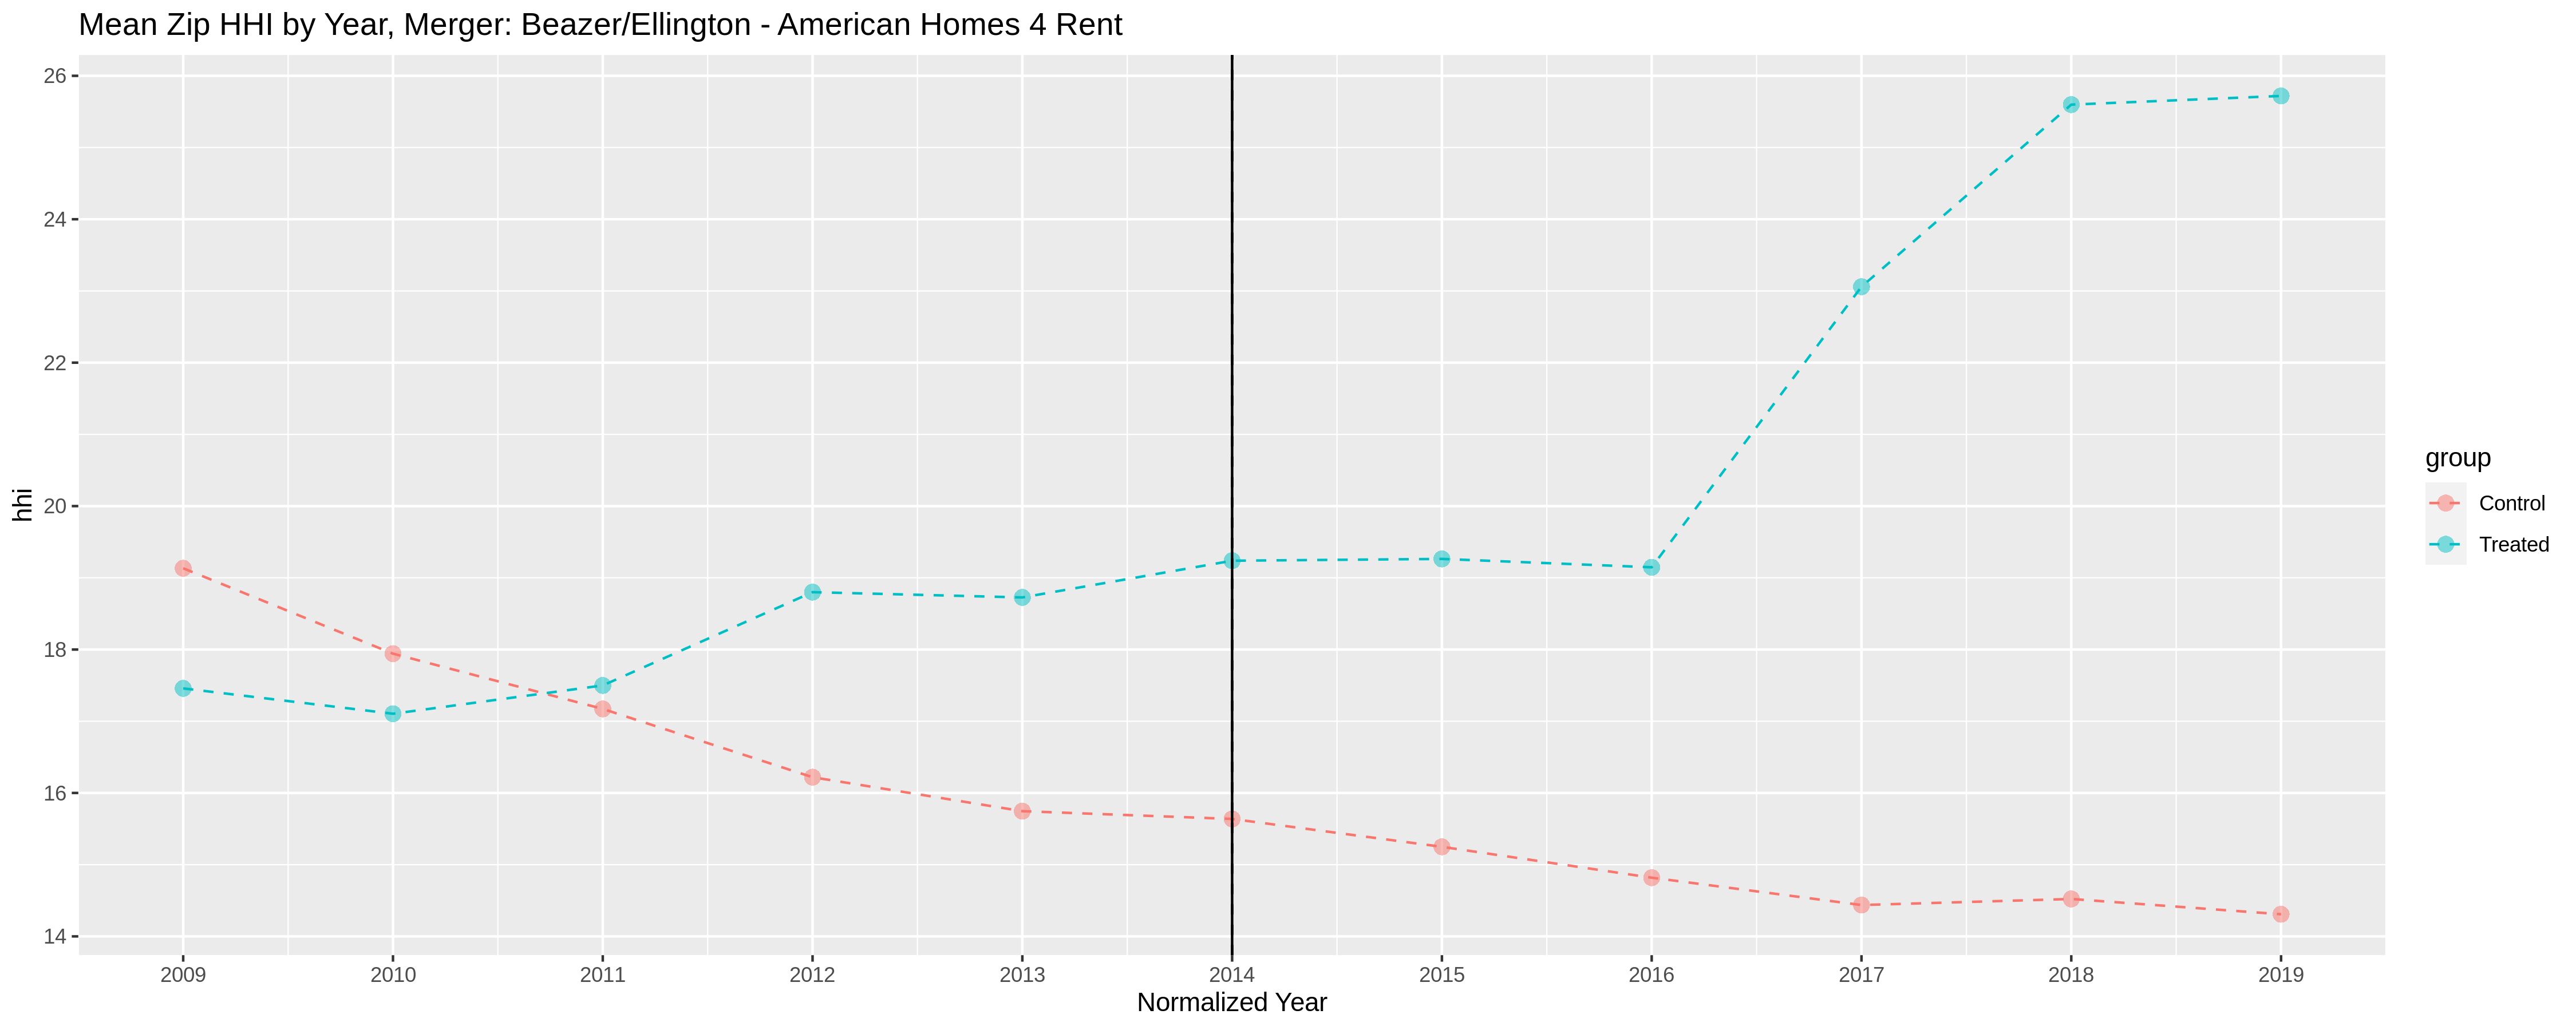 Mean Zip HHI by Year, Merger: Beazer/Ellington - American Homes 4 Rent
26
24
22
20
18
16
14
hhi
2009 2010 2011 2012 2013 2014 2015 2016 2017 2018 2019
Normalized Year
group
Control
Treated